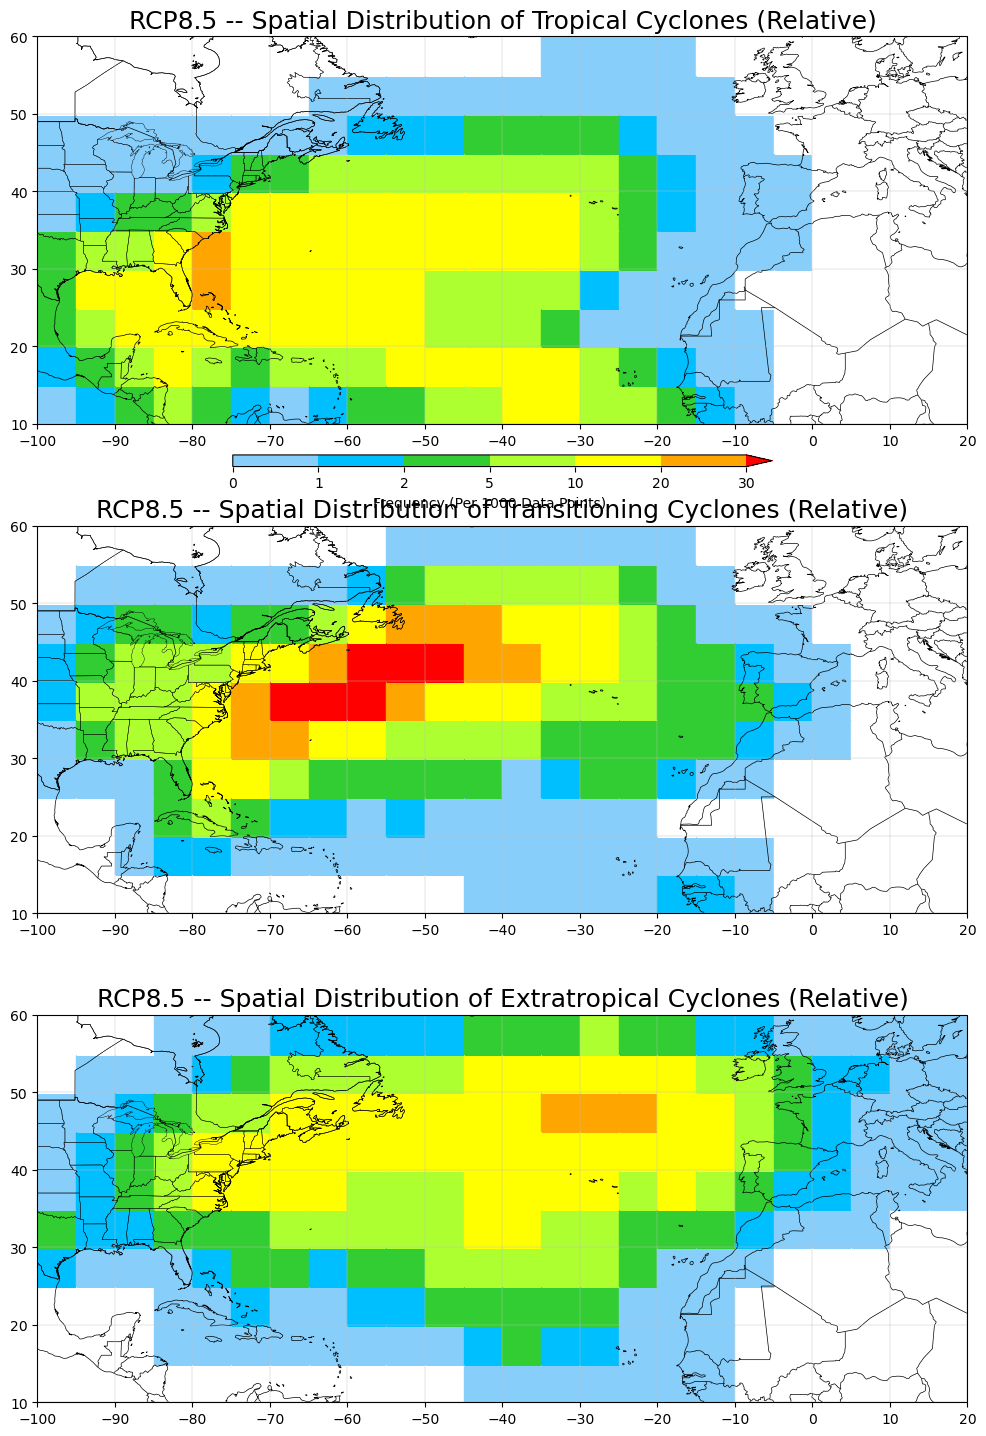 RCP8.5 -- Spatial Distribution of Tropical Cyclones (Relative)
60
50
40
30
20
10
−100 −90 −80 −70 −60 −50 −40 −30 −20 −10 0 10 20
0 1 2 5 10 20 30
Frequency (Per 1000 Data Points)
RCP8.5 -- Spatial Distribution of Transitioning Cyclones (Relative)
60
50
40
30
20
10
−100 −90 −80 −70 −60 −50 −40 −30 −20 −10 0 10 20
RCP8.5 -- Spatial Distribution of Extratropical Cyclones (Relative)
60
50
40
30
20
10
−100 −90 −80 −70 −60 −50 −40 −30 −20 −10 0 10 20